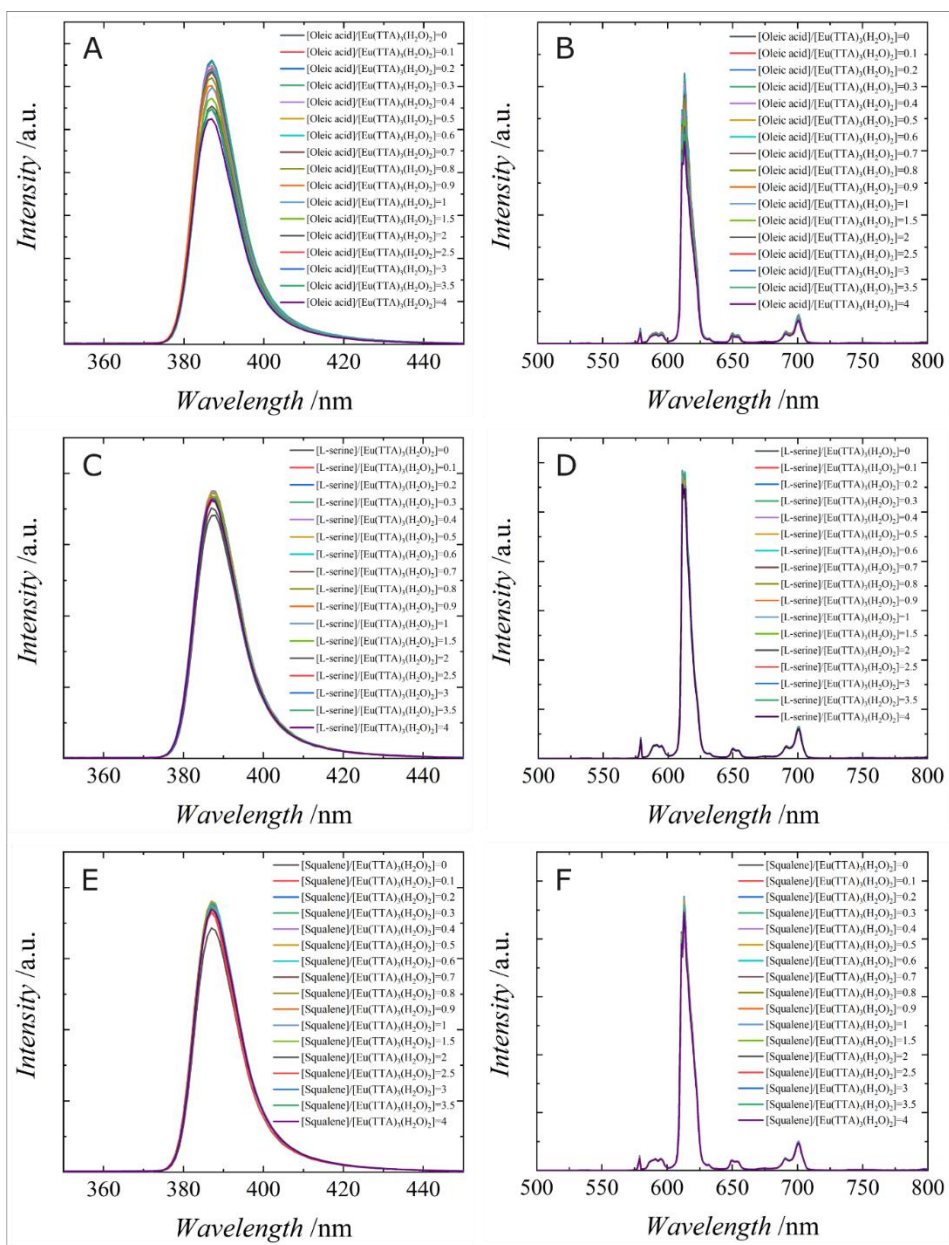 A
[Oleic acid]/[Eu(TTA)₃(H₂O)₂]=0
[Oleic acid]/[Eu(TTA)₃(H₂O)₂]=0.1
[Oleic acid]/[Eu(TTA)₃(H₂O)₂]=0.2
[Oleic acid]/[Eu(TTA)₃(H₂O)₂]=0.3
[Oleic acid]/[Eu(TTA)₃(H₂O)₂]=0.4
[Oleic acid]/[Eu(TTA)₃(H₂O)₂]=0.5
[Oleic acid]/[Eu(TTA)₃(H₂O)₂]=0.6
[Oleic acid]/[Eu(TTA)₃(H₂O)₂]=0.7
[Oleic acid]/[Eu(TTA)₃(H₂O)₂]=0.8
[Oleic acid]/[Eu(TTA)₃(H₂O)₂]=0.9
[Oleic acid]/[Eu(TTA)₃(H₂O)₂]=1
[Oleic acid]/[Eu(TTA)₃(H₂O)₂]=1.5
[Oleic acid]/[Eu(TTA)₃(H₂O)₂]=2
[Oleic acid]/[Eu(TTA)₃(H₂O)₂]=2.5
[Oleic acid]/[Eu(TTA)₃(H₂O)₂]=3
[Oleic acid]/[Eu(TTA)₃(H₂O)₂]=3.5
[Oleic acid]/[Eu(TTA)₃(H₂O)₂]=4
Intensity /a.u.
360 380 400 420 440
Wavelength /nm
B
[Oleic acid]/[Eu(TTA)₃(H₂O)₂]=0
[Oleic acid]/[Eu(TTA)₃(H₂O)₂]=0.1
[Oleic acid]/[Eu(TTA)₃(H₂O)₂]=0.2
[Oleic acid]/[Eu(TTA)₃(H₂O)₂]=0.3
[Oleic acid]/[Eu(TTA)₃(H₂O)₂]=0.4
[Oleic acid]/[Eu(TTA)₃(H₂O)₂]=0.5
[Oleic acid]/[Eu(TTA)₃(H₂O)₂]=0.6
[Oleic acid]/[Eu(TTA)₃(H₂O)₂]=0.7
[Oleic acid]/[Eu(TTA)₃(H₂O)₂]=0.8
[Oleic acid]/[Eu(TTA)₃(H₂O)₂]=0.9
[Oleic acid]/[Eu(TTA)₃(H₂O)₂]=1
[Oleic acid]/[Eu(TTA)₃(H₂O)₂]=1.5
[Oleic acid]/[Eu(TTA)₃(H₂O)₂]=2
[Oleic acid]/[Eu(TTA)₃(H₂O)₂]=2.5
[Oleic acid]/[Eu(TTA)₃(H₂O)₂]=3
[Oleic acid]/[Eu(TTA)₃(H₂O)₂]=3.5
[Oleic acid]/[Eu(TTA)₃(H₂O)₂]=4
Intensity /a.u.
500 550 600 650 700 750 800
Wavelength /nm
C
[L-serine]/[Eu(TTA)₃(H₂O)₂]=0
[L-serine]/[Eu(TTA)₃(H₂O)₂]=0.1
[L-serine]/[Eu(TTA)₃(H₂O)₂]=0.2
[L-serine]/[Eu(TTA)₃(H₂O)₂]=0.3
[L-serine]/[Eu(TTA)₃(H₂O)₂]=0.4
[L-serine]/[Eu(TTA)₃(H₂O)₂]=0.5
[L-serine]/[Eu(TTA)₃(H₂O)₂]=0.6
[L-serine]/[Eu(TTA)₃(H₂O)₂]=0.7
[L-serine]/[Eu(TTA)₃(H₂O)₂]=0.8
[L-serine]/[Eu(TTA)₃(H₂O)₂]=0.9
[L-serine]/[Eu(TTA)₃(H₂O)₂]=1
[L-serine]/[Eu(TTA)₃(H₂O)₂]=1.5
[L-serine]/[Eu(TTA)₃(H₂O)₂]=2
[L-serine]/[Eu(TTA)₃(H₂O)₂]=2.5
[L-serine]/[Eu(TTA)₃(H₂O)₂]=3
[L-serine]/[Eu(TTA)₃(H₂O)₂]=3.5
[L-serine]/[Eu(TTA)₃(H₂O)₂]=4
Intensity /a.u.
360 380 400 420 440
Wavelength /nm
D
[L-serine]/[Eu(TTA)₃(H₂O)₂]=0
[L-serine]/[Eu(TTA)₃(H₂O)₂]=0.1
[L-serine]/[Eu(TTA)₃(H₂O)₂]=0.2
[L-serine]/[Eu(TTA)₃(H₂O)₂]=0.3
[L-serine]/[Eu(TTA)₃(H₂O)₂]=0.4
[L-serine]/[Eu(TTA)₃(H₂O)₂]=0.5
[L-serine]/[Eu(TTA)₃(H₂O)₂]=0.6
[L-serine]/[Eu(TTA)₃(H₂O)₂]=0.7
[L-serine]/[Eu(TTA)₃(H₂O)₂]=0.8
[L-serine]/[Eu(TTA)₃(H₂O)₂]=0.9
[L-serine]/[Eu(TTA)₃(H₂O)₂]=1
[L-serine]/[Eu(TTA)₃(H₂O)₂]=1.5
[L-serine]/[Eu(TTA)₃(H₂O)₂]=2
[L-serine]/[Eu(TTA)₃(H₂O)₂]=2.5
[L-serine]/[Eu(TTA)₃(H₂O)₂]=3
[L-serine]/[Eu(TTA)₃(H₂O)₂]=3.5
[L-serine]/[Eu(TTA)₃(H₂O)₂]=4
Intensity /a.u.
500 550 600 650 700 750 800
Wavelength /nm
E
[Squalene]/[Eu(TTA)₃(H₂O)₂]=0
[Squalene]/[Eu(TTA)₃(H₂O)₂]=0.1
[Squalene]/[Eu(TTA)₃(H₂O)₂]=0.2
[Squalene]/[Eu(TTA)₃(H₂O)₂]=0.3
[Squalene]/[Eu(TTA)₃(H₂O)₂]=0.4
[Squalene]/[Eu(TTA)₃(H₂O)₂]=0.5
[Squalene]/[Eu(TTA)₃(H₂O)₂]=0.6
[Squalene]/[Eu(TTA)₃(H₂O)₂]=0.7
[Squalene]/[Eu(TTA)₃(H₂O)₂]=0.8
[Squalene]/[Eu(TTA)₃(H₂O)₂]=0.9
[Squalene]/[Eu(TTA)₃(H₂O)₂]=1
[Squalene]/[Eu(TTA)₃(H₂O)₂]=1.5
[Squalene]/[Eu(TTA)₃(H₂O)₂]=2
[Squalene]/[Eu(TTA)₃(H₂O)₂]=2.5
[Squalene]/[Eu(TTA)₃(H₂O)₂]=3
[Squalene]/[Eu(TTA)₃(H₂O)₂]=3.5
[Squalene]/[Eu(TTA)₃(H₂O)₂]=4
Intensity /a.u.
360 380 400 420 440
Wavelength /nm
F
[Squalene]/[Eu(TTA)₃(H₂O)₂]=0
[Squalene]/[Eu(TTA)₃(H₂O)₂]=0.1
[Squalene]/[Eu(TTA)₃(H₂O)₂]=0.2
[Squalene]/[Eu(TTA)₃(H₂O)₂]=0.3
[Squalene]/[Eu(TTA)₃(H₂O)₂]=0.4
[Squalene]/[Eu(TTA)₃(H₂O)₂]=0.5
[Squalene]/[Eu(TTA)₃(H₂O)₂]=0.6
[Squalene]/[Eu(TTA)₃(H₂O)₂]=0.7
[Squalene]/[Eu(TTA)₃(H₂O)₂]=0.8
[Squalene]/[Eu(TTA)₃(H₂O)₂]=0.9
[Squalene]/[Eu(TTA)₃(H₂O)₂]=1
[Squalene]/[Eu(TTA)₃(H₂O)₂]=1.5
[Squalene]/[Eu(TTA)₃(H₂O)₂]=2
[Squalene]/[Eu(TTA)₃(H₂O)₂]=2.5
[Squalene]/[Eu(TTA)₃(H₂O)₂]=3
[Squalene]/[Eu(TTA)₃(H₂O)₂]=3.5
[Squalene]/[Eu(TTA)₃(H₂O)₂]=4
Intensity /a.u.
500 550 600 650 700 750 800
Wavelength /nm